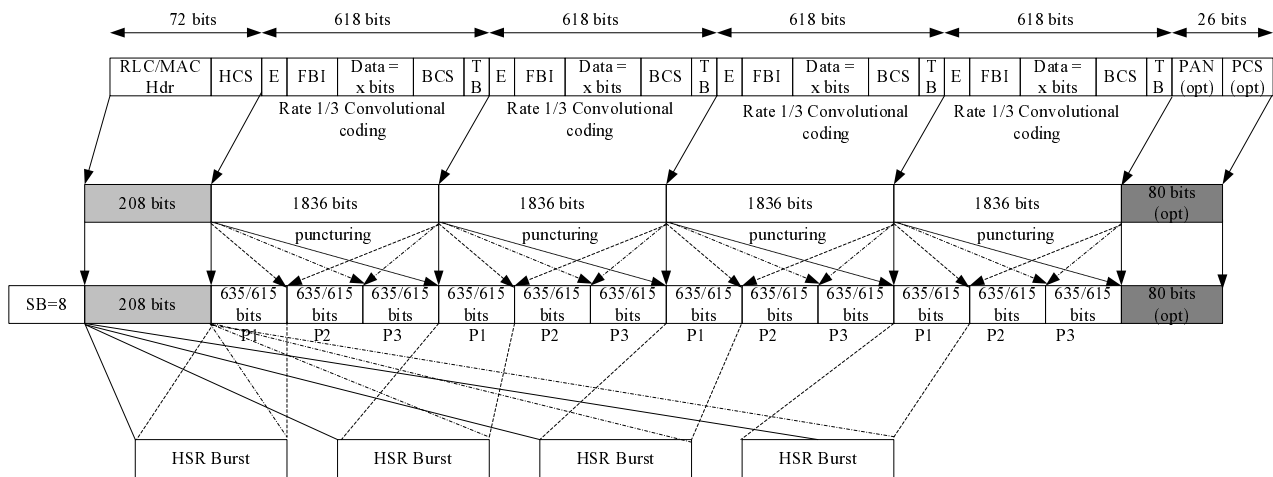 72 bits 618 bits 618 bits 618 bits 618 bits 26 bits
RLC/MAC Hdr HCS E FBI Data = x bits BCS T B E FBI Data = x bits BCS T B E FBI Data = x bits BCS T B E FBI Data = x bits BCS T B PAN (opt) PCS (opt)
Rate 1/3 Convolutional coding Rate 1/3 Convolutional coding Rate 1/3 Convolutional coding Rate 1/3 Convolutional coding
208 bits 1836 bits 1836 bits 1836 bits 1836 bits 80 bits (opt)
puncturing puncturing puncturing puncturing
SB=8 208 bits 635/615 bits 635/615 bits 635/615 bits 635/615 bits 635/615 bits 635/615 bits 635/615 bits 635/615 bits 635/615 bits 635/615 bits 635/615 bits 635/615 bits 80 bits (opt)
P1 P2 P3 P1 P2 P3 P1 P2 P3 P1 P2 P3
HSR Burst HSR Burst HSR Burst HSR Burst